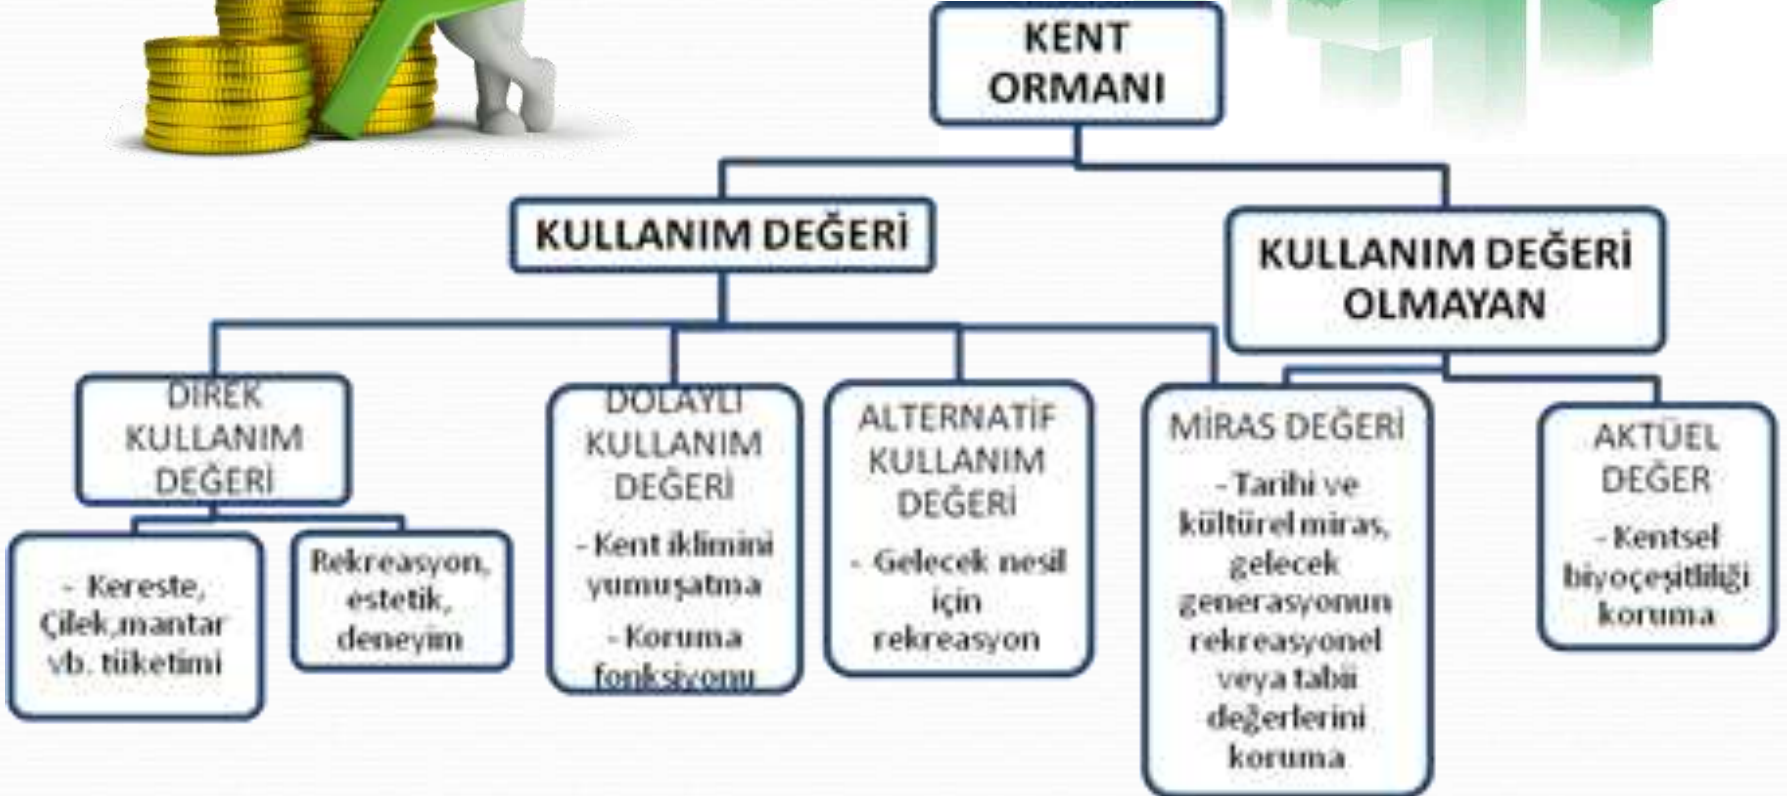 KENT
ORMANI
KULLANIM DEĞERİ
KULLANIM DEĞERİ
OLMAYAN
DİREK
KULLANIM
DEĞERİ
- Kereste,
Çilek,mantar
vb. tüketimi
Rekreasyon,
estetik,
deneyim
DOLAYLI
KULLANIM
DEĞERİ
- Kent iklimini
yumuşatma
- Koruma
fonksiyonu
ALTERNATİF
KULLANIM
DEĞERİ
- Gelecek nesil
için
rekreasyon
MİRAS DEĞERİ
- Tarihi ve
kültürel miras,
gelecek
generasyonun
rekreasyonel
veya tabii
değerlerini
koruma
AKTÜEL
DEĞER
- Kentsel
biyoçeşitliliği
koruma